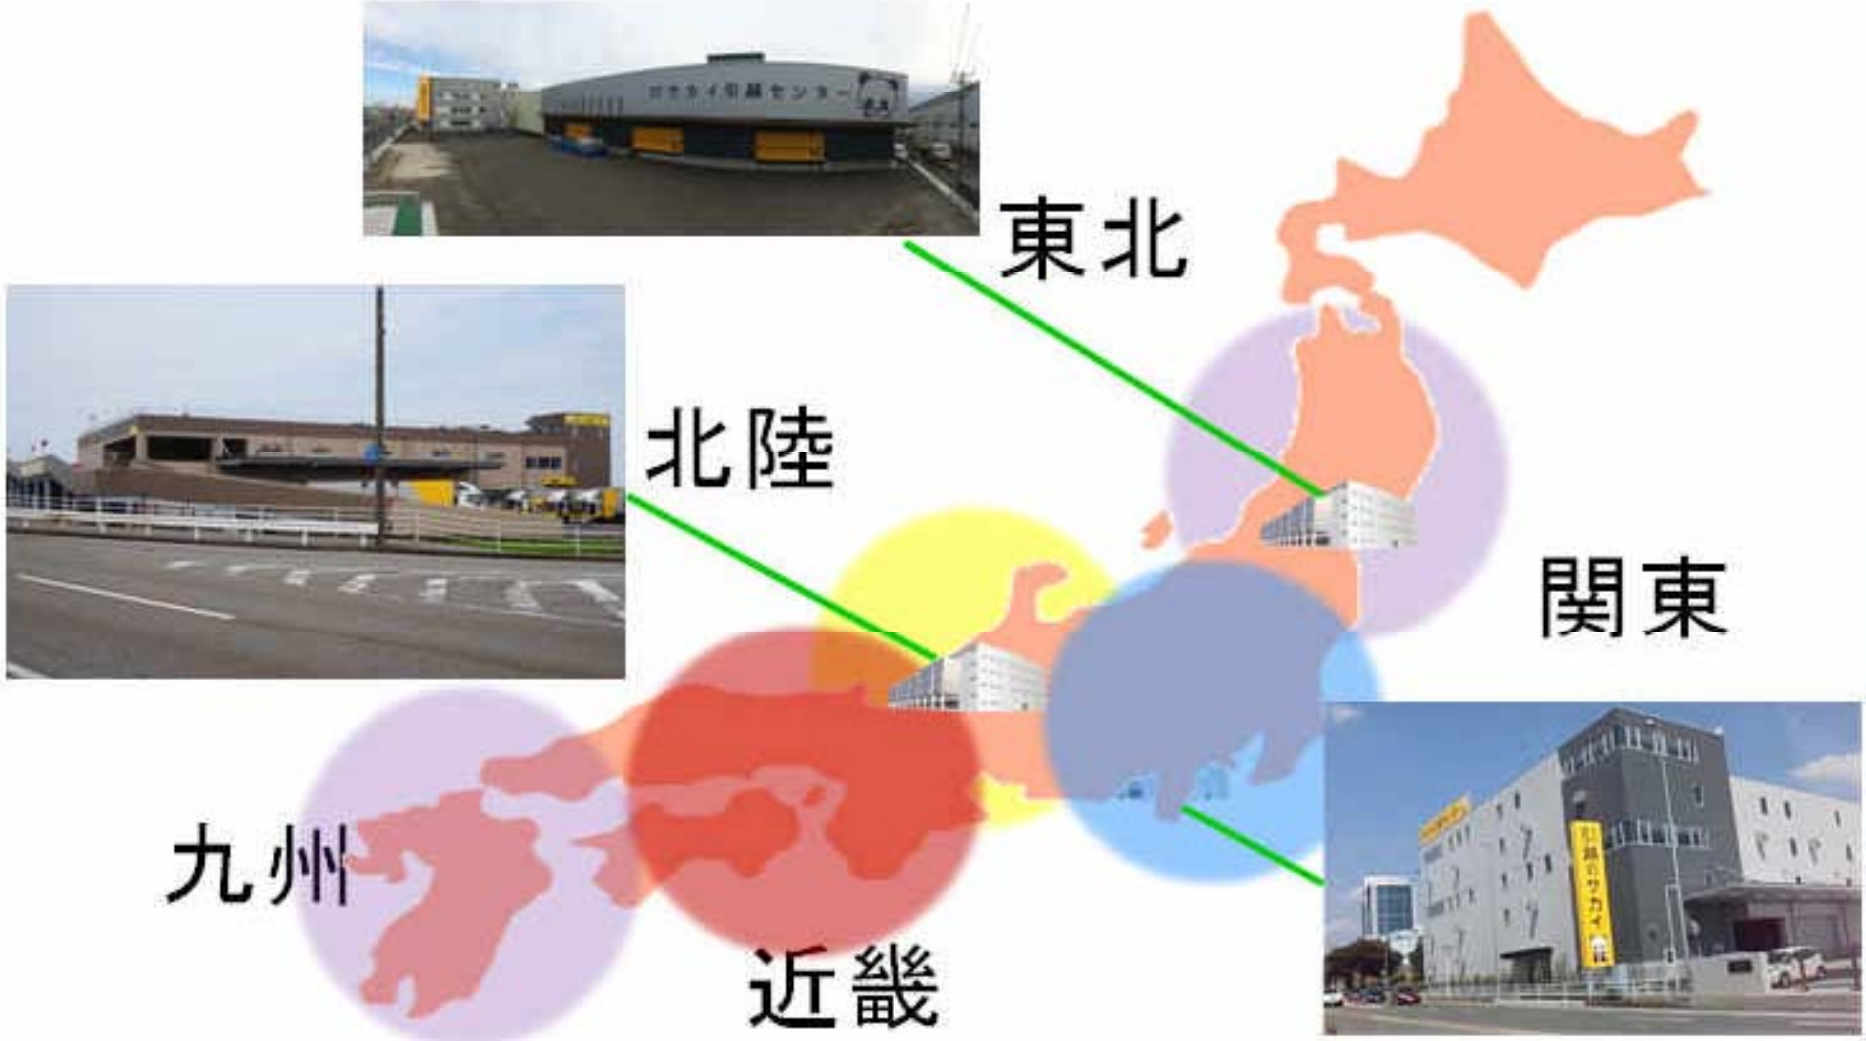 サカイ引越センター
東北
北陸
関東
九州
近畿
引越のサカイ